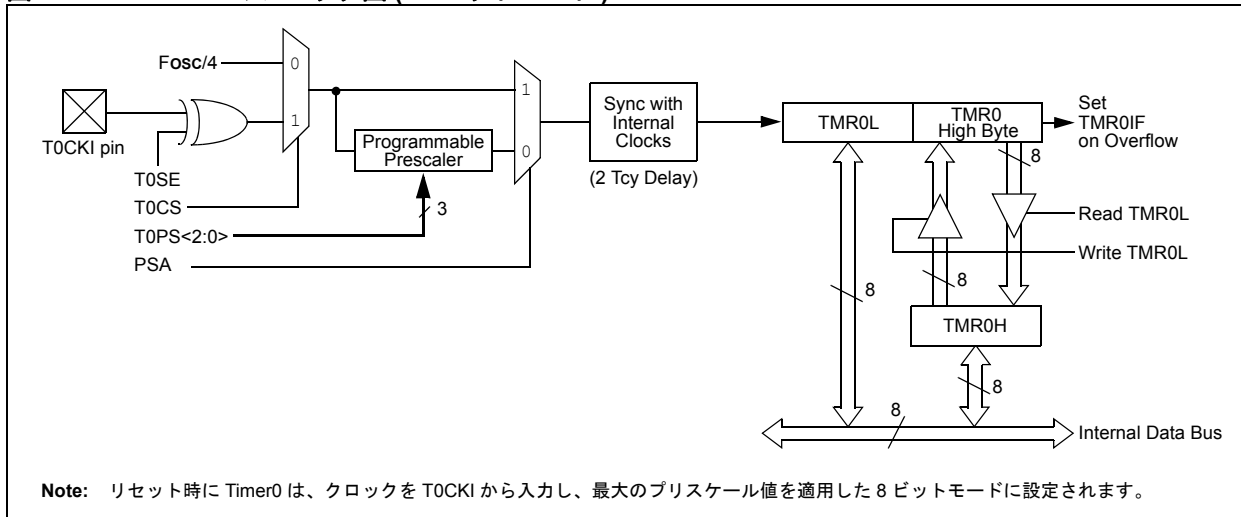 Fosc/4
0
1
T0CKI pin
T0SE
T0CS
T0PS<2:0>
PSA
Programmable
Prescaler
3
1
0
Sync with
Internal
Clocks
(2 Tcy Delay)
TMR0L
TMR0
High Byte
Set
TMR0IF
on Overflow
8
Read TMR0L
Write TMR0L
8
8
TMR0H
8
8
Internal Data Bus
Note: リセット時に Timer0 は、クロックを T0CKI から入力し、最大のプリスケール値を適用した 8 ビットモードに設定されます。